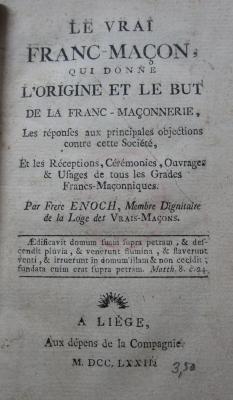 LE VRAI
FRANC-MAÇON,
QUI DONNE
L'ORIGINE ET LE BUT
DE LA FRANC-MAÇONNERIE,
Les réponses aux principales objections
contre cette Société,
Et les Réceptions, Cérémonies, Ouvrages
& Usages de tous les Grades
Francs-Maçonniques.
Par Frere ENOCH, Membre Dignitaire
de la Loge des VRAIS-MAÇONS.
Ædificavit domum suam supra petram, & des-
cendit pluvia, & venerunt flumina, & flaverunt
venti, & irruerunt in domum illam & non cecidit;
fundata enim erat supra petram. Matth. 8. 24.
A LIÉGE,
Aux dépens de la Compagnie.
M. DCC. LXXIII.
3,50